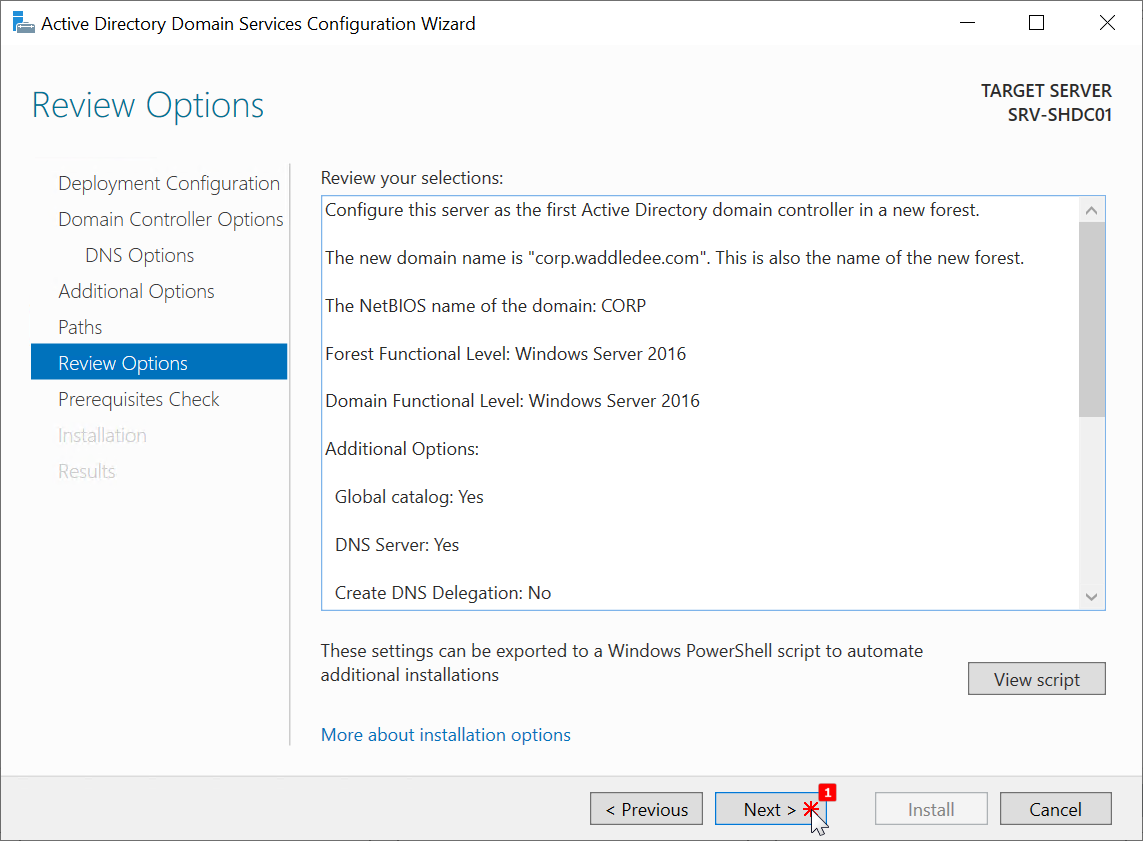 Active Directory Domain Services Configuration Wizard
Review Options
TARGET SERVER
SRV-SHDC01
Deployment Configuration
Domain Controller Options
DNS Options
Additional Options
Paths
Review Options
Prerequisites Check
Installation
Results
Review your selections:
Configure this server as the first Active Directory domain controller in a new forest.
The new domain name is "corp.waddledee.com". This is also the name of the new forest.
The NetBIOS name of the domain: CORP
Forest Functional Level: Windows Server 2016
Domain Functional Level: Windows Server 2016
Additional Options:
Global catalog: Yes
DNS Server: Yes
Create DNS Delegation: No
These settings can be exported to a Windows PowerShell script to automate
additional installations
View script
More about installation options
< Previous
Next >
1
Install
Cancel